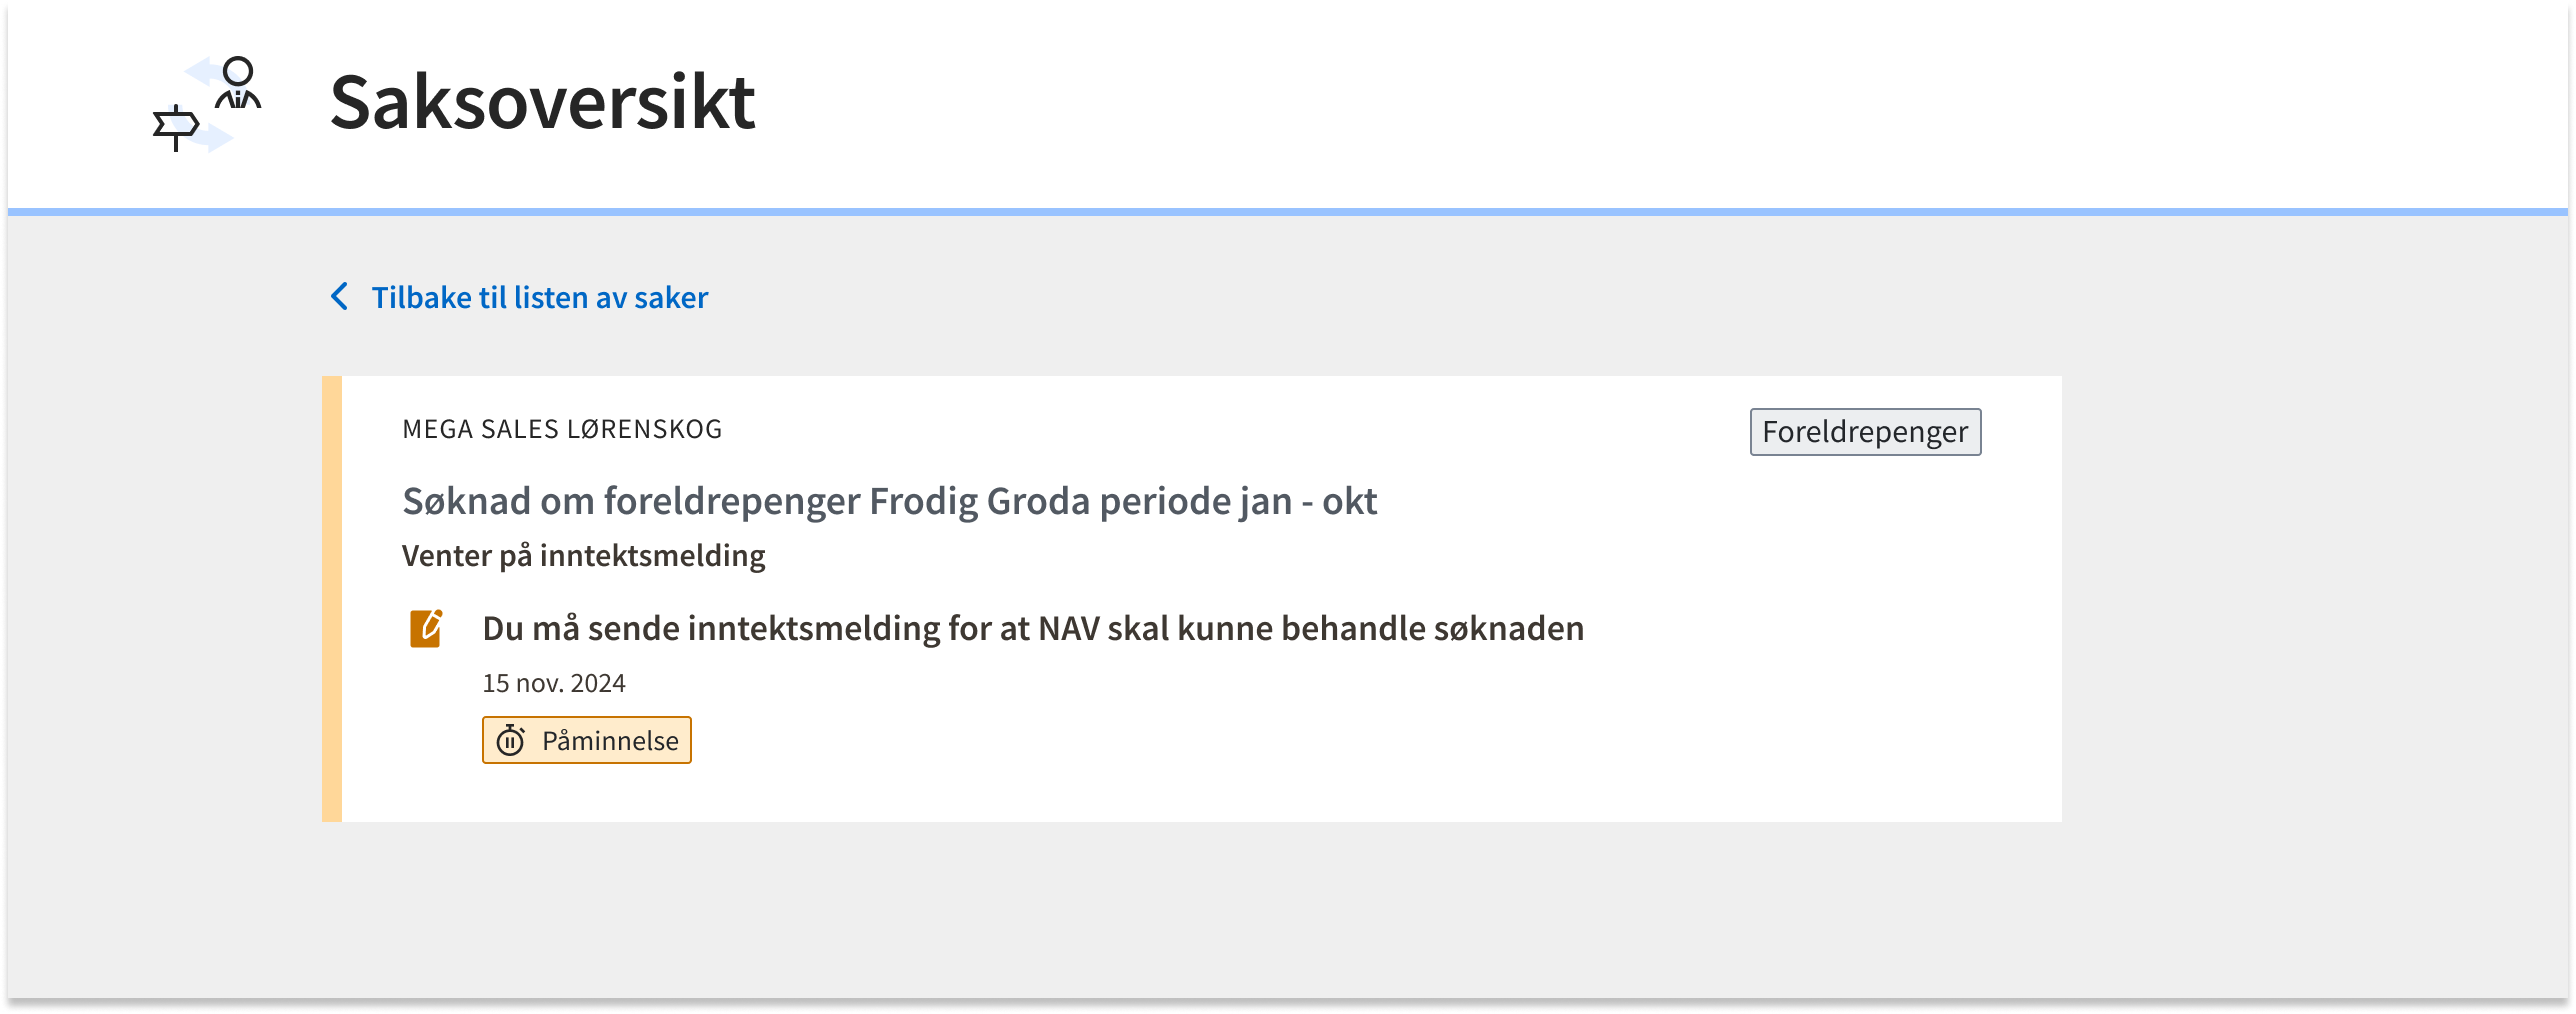 Saksoversikt
Tilbake til listen av saker
MEGA SALES LØRENSKOG
Foreldrepenger
Søknad om foreldrepenger Frodig Groda periode jan - okt
Venter på inntektsmelding
Du må sende inntektsmelding for at NAV skal kunne behandle søknaden
15 nov. 2024
Påminnelse